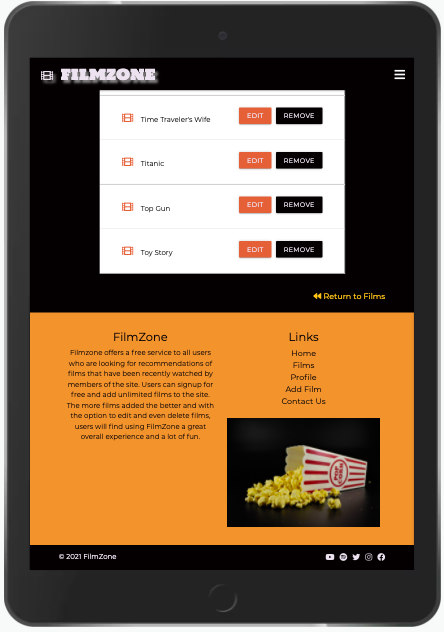 FILMZONE
Time Traveler's Wife EDIT REMOVE
Titanic EDIT REMOVE
Top Gun EDIT REMOVE
Toy Story EDIT REMOVE
Return to Films
FilmZone
Filmzone offers a free service to all users
who are looking for recommendations of
films that have been recently watched by
members of the site. Users can signup for
free and add unlimited films to the site.
The more films added the better and with
the option to edit and even delete films,
users will find using FilmZone a great
overall experience and a lot of fun.
Links
Home
Films
Profile
Add Film
Contact Us
POP CORN
© 2021 FilmZone